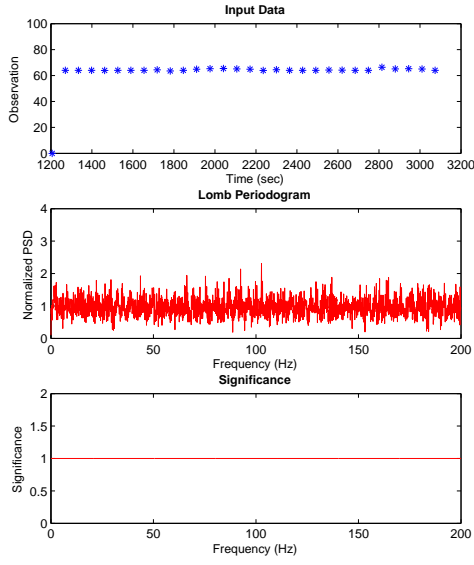 Input Data
100
80
60
40
20
0
Observation
1200 1400 1600 1800 2000 2200 2400 2600 2800 3000 3200
Time (sec)
Lomb Periodogram
4
3
2
1
0
Normalized PSD
0 50 100 150 200
Frequency (Hz)
Significance
2
1.5
1
0.5
0
Significance
0 50 100 150 200
Frequency (Hz)